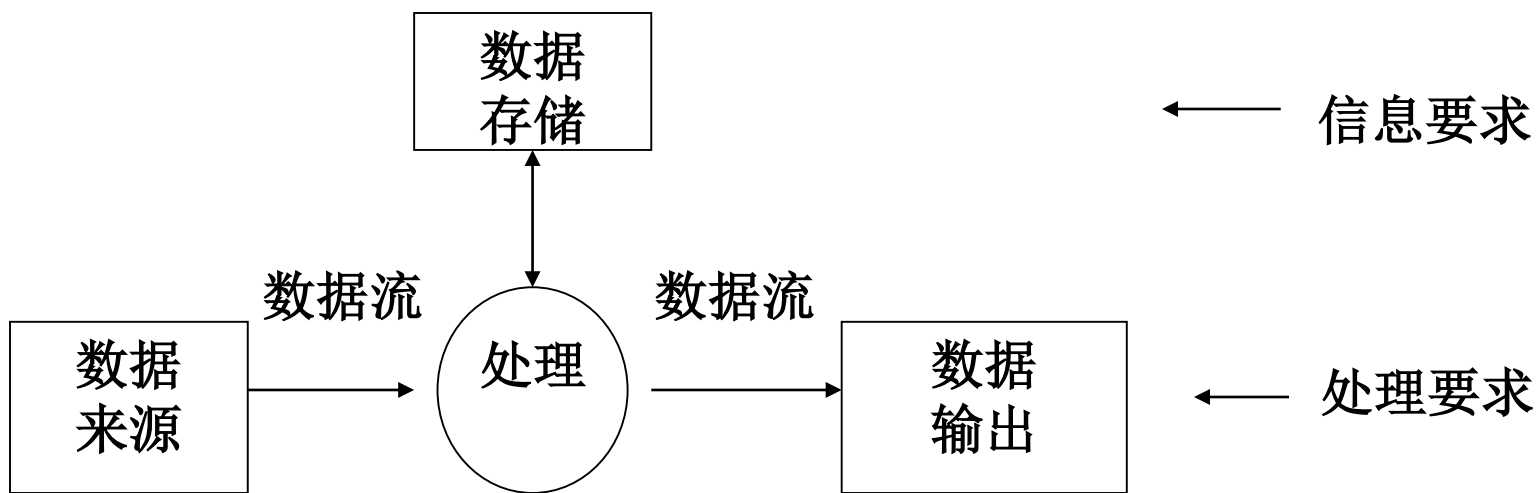 数据
存储
信息要求
数据流
数据流
数据
来源
处理
数据
输出
处理要求